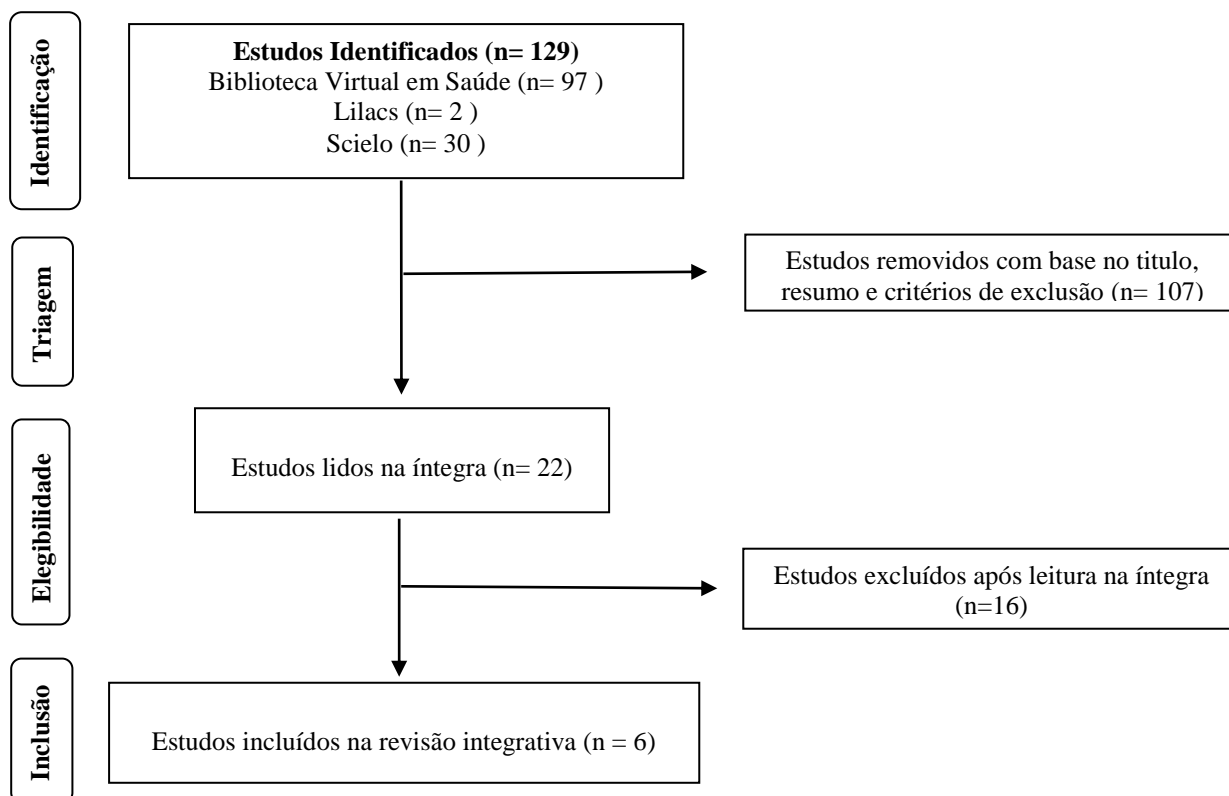 Identificação
Estudos Identificados (n= 129)
Biblioteca Virtual em Saúde (n= 97 )
Lilacs (n= 2 )
Scielo (n= 30 )
Triagem
Estudos removidos com base no titulo,
resumo e critérios de exclusão (n= 107)
Elegibilidade
Estudos lidos na íntegra (n= 22)
Estudos excluídos após leitura na íntegra
(n=16)
Inclusão
Estudos incluídos na revisão integrativa (n = 6)